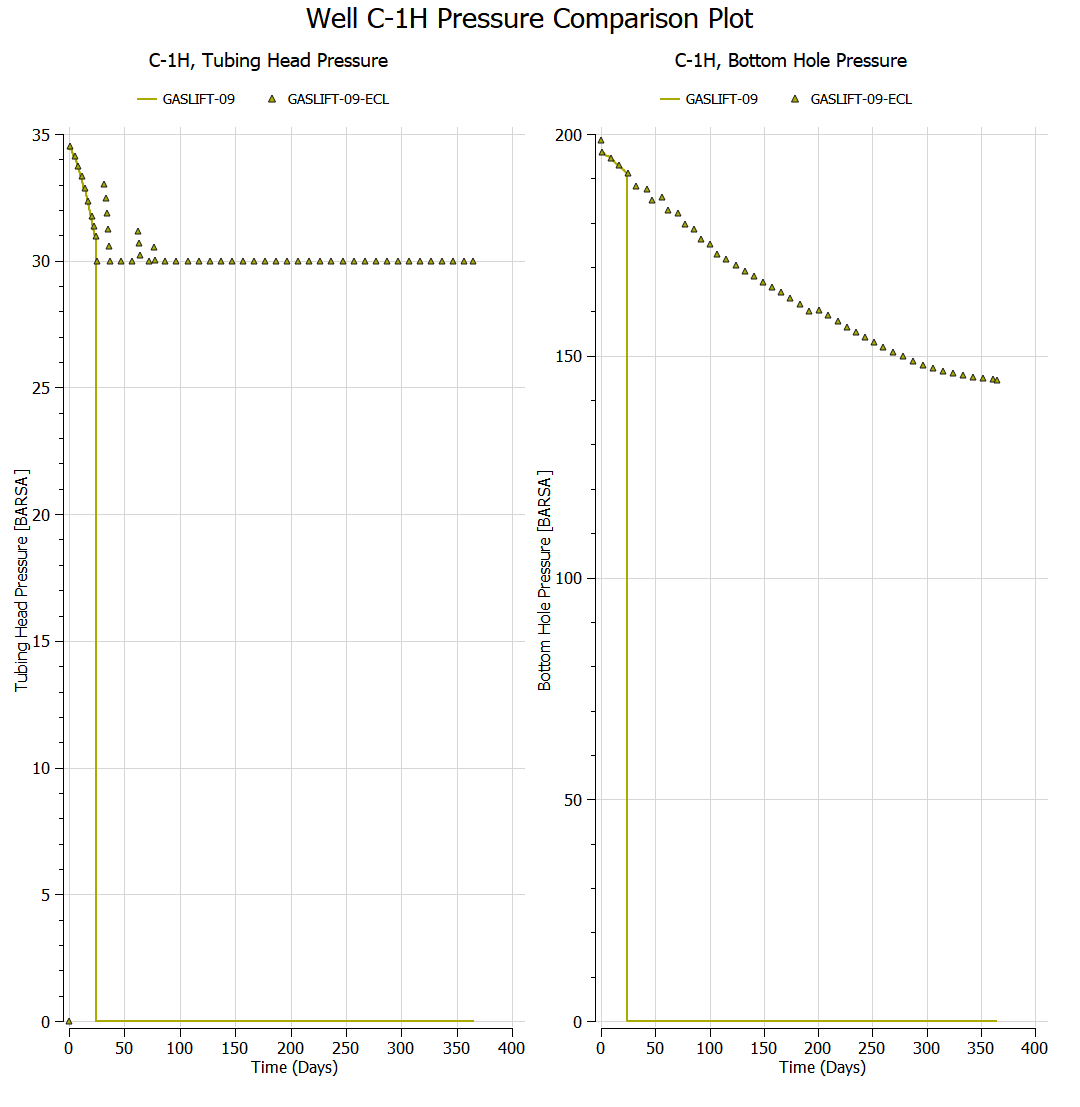 Well C-1H Pressure Comparison Plot
C-1H, Tubing Head Pressure
GASLIFT-09 GASLIFT-09-ECL
Tubing Head Pressure [BARSA]
35
30
25
20
15
10
5
0
0 50 100 150 200 250 300 350 400
Time (Days)
C-1H, Bottom Hole Pressure
GASLIFT-09 GASLIFT-09-ECL
Bottom Hole Pressure [BARSA]
200
150
100
50
0
0 50 100 150 200 250 300 350 400
Time (Days)